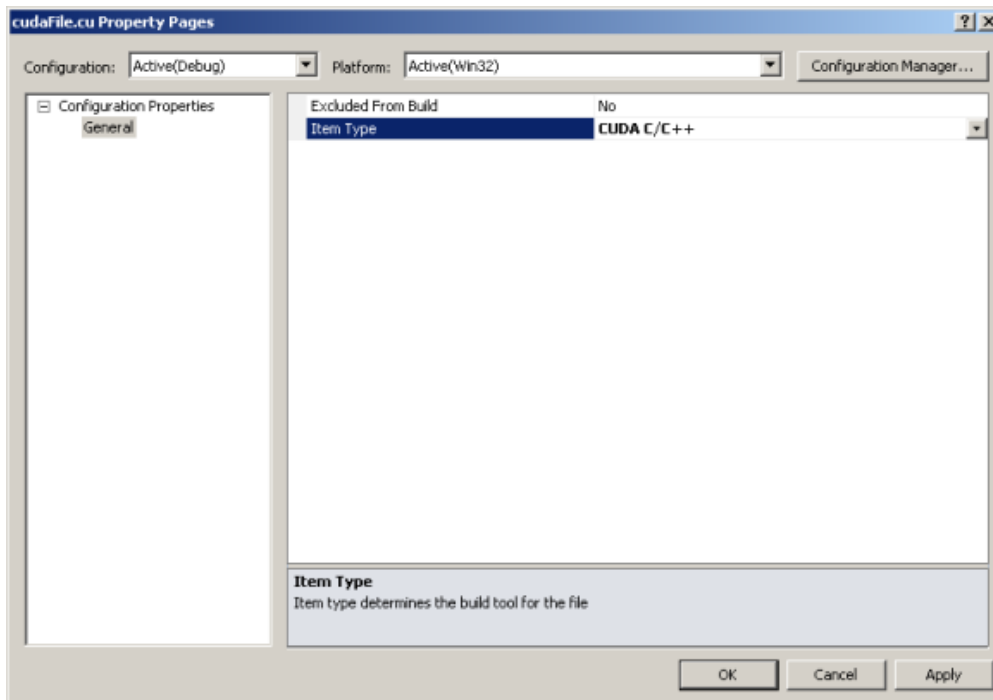 cudaFile.cu Property Pages
Configuration: Active(Debug) Platform: Active(Win32) Configuration Manager...
Configuration Properties
General
Excluded From Build No
Item Type CUDA C/C++
Item Type
Item type determines the build tool for the file
OK Cancel Apply